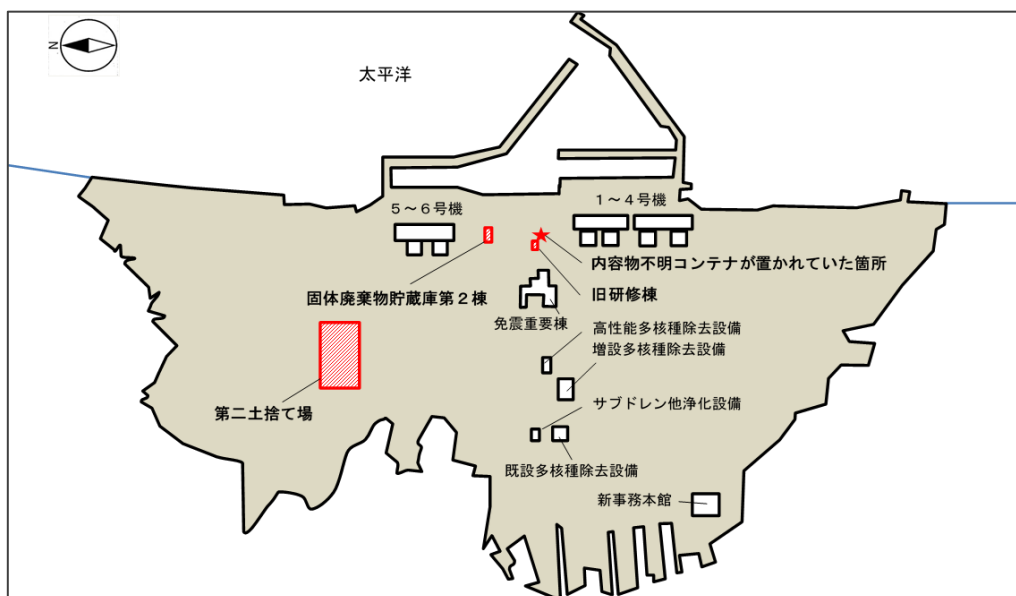 N
太平洋
1～4号機
5～6号機
内容物不明コンテナが置かれていた箇所
固体廃棄物貯蔵庫第２棟
旧研修棟
免震重要棟
高性能多核種除去設備
増設多核種除去設備
第二土捨て場
サブドレン他浄化設備
既設多核種除去設備
新事務本館